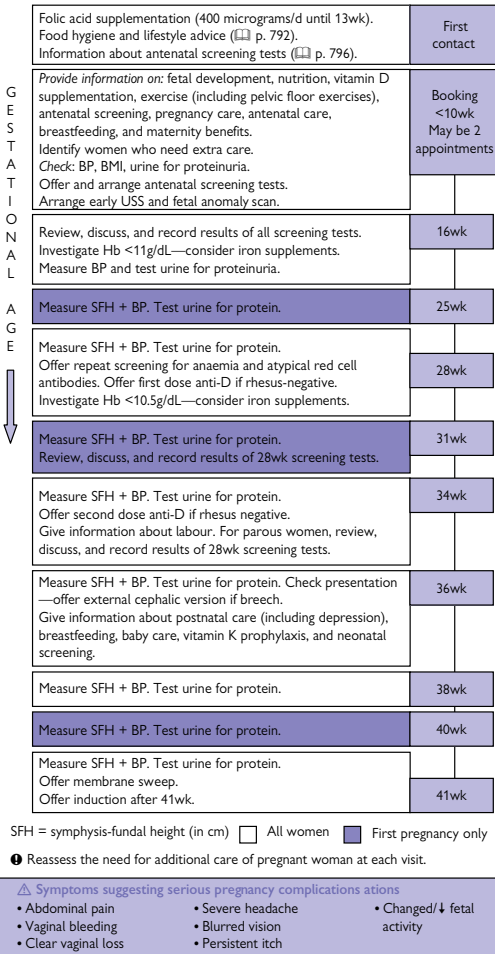 Folic acid supplementation (400 micrograms/d until 13wk).
Food hygiene and lifestyle advice (📖 p. 792).
Information about antenatal screening tests (📖 p. 796).
First
contact
GESTATIONAL AGE
Provide information on: fetal development, nutrition, vitamin D
supplementation, exercise (including pelvic floor exercises),
antenatal screening, pregnancy care, antenatal care,
breastfeeding, and maternity benefits.
Identify women who need extra care.
Check: BP, BMI, urine for proteinuria.
Offer and arrange antenatal screening tests.
Arrange early USS and fetal anomaly scan.
Booking
<10wk
May be 2
appointments
Review, discuss, and record results of all screening tests.
Investigate Hb <11g/dL—consider iron supplements.
Measure BP and test urine for proteinuria.
16wk
Measure SFH + BP. Test urine for protein.
25wk
Measure SFH + BP. Test urine for protein.
Offer repeat screening for anaemia and atypical red cell
antibodies. Offer first dose anti-D if rhesus-negative.
Investigate Hb <10.5g/dL—consider iron supplements.
28wk
Measure SFH + BP. Test urine for protein.
Review, discuss, and record results of 28wk screening tests.
31wk
Measure SFH + BP. Test urine for protein.
Offer second dose anti-D if rhesus negative.
Give information about labour. For parous women, review,
discuss, and record results of 28wk screening tests.
34wk
Measure SFH + BP. Test urine for protein. Check presentation
—offer external cephalic version if breech.
Give information about postnatal care (including depression),
breastfeeding, baby care, vitamin K prophylaxis, and neonatal
screening.
36wk
Measure SFH + BP. Test urine for protein.
38wk
Measure SFH + BP. Test urine for protein.
40wk
Measure SFH + BP. Test urine for protein.
Offer membrane sweep.
Offer induction after 41wk.
41wk
SFH = symphysis-fundal height (in cm) All women First pregnancy only
❶ Reassess the need for additional care of pregnant woman at each visit.
⚠ Symptoms suggesting serious pregnancy complications ations
• Abdominal pain
• Vaginal bleeding
• Clear vaginal loss
• Severe headache
• Blurred vision
• Persistent itch
• Changed/↓ fetal
activity